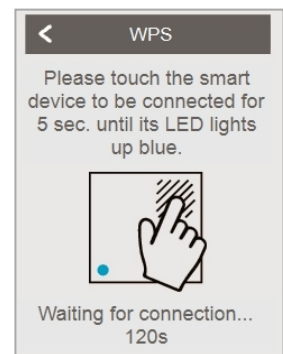 WPS
Please touch the smart
device to be connected for
5 sec. until its LED lights
up blue.
Waiting for connection...
120s